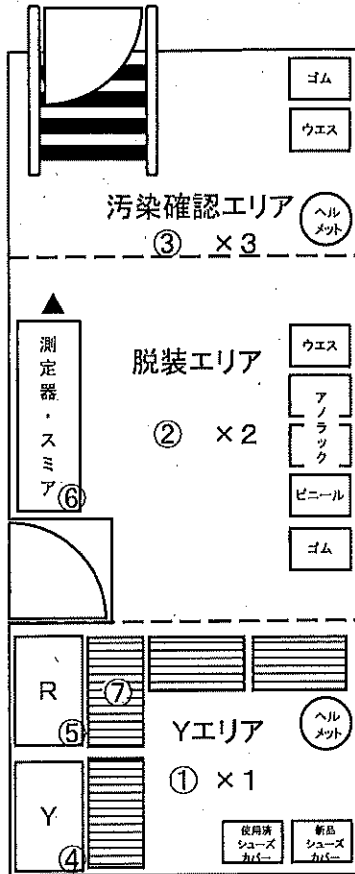 ゴム
ウエス
汚染確認エリア
ヘル
メット
③ ×3
測定器・スミア
⑥
脱装エリア
② ×2
ウエス
アノラック
ビニール
ゴム
R
⑤
⑦
Yエリア
ヘル
メット
① ×1
Y
④
使用済
シューズ
カバー
新品
シューズ
カバー